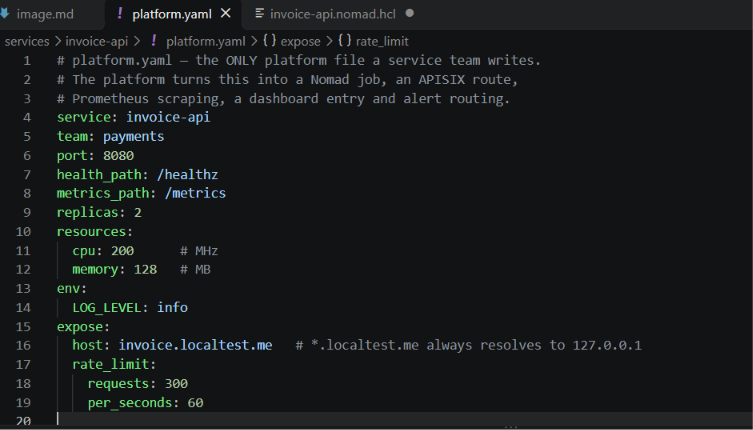 image.md
platform.yaml
invoice-api.nomad.hcl
services > invoice-api > platform.yaml > {} expose > {} rate_limit
1 # platform.yaml — the ONLY platform file a service team writes.
2 # The platform turns this into a Nomad job, an APISIX route,
3 # Prometheus scraping, a dashboard entry and alert routing.
4 service: invoice-api
5 team: payments
6 port: 8080
7 health_path: /healthz
8 metrics_path: /metrics
9 replicas: 2
10 resources:
11   cpu: 200      # MHz
12   memory: 128   # MB
13 env:
14   LOG_LEVEL: info
15 expose:
16   host: invoice.localtest.me   # *.localtest.me always resolves to 127.0.0.1
17   rate_limit:
18     requests: 300
19     per_seconds: 60
20